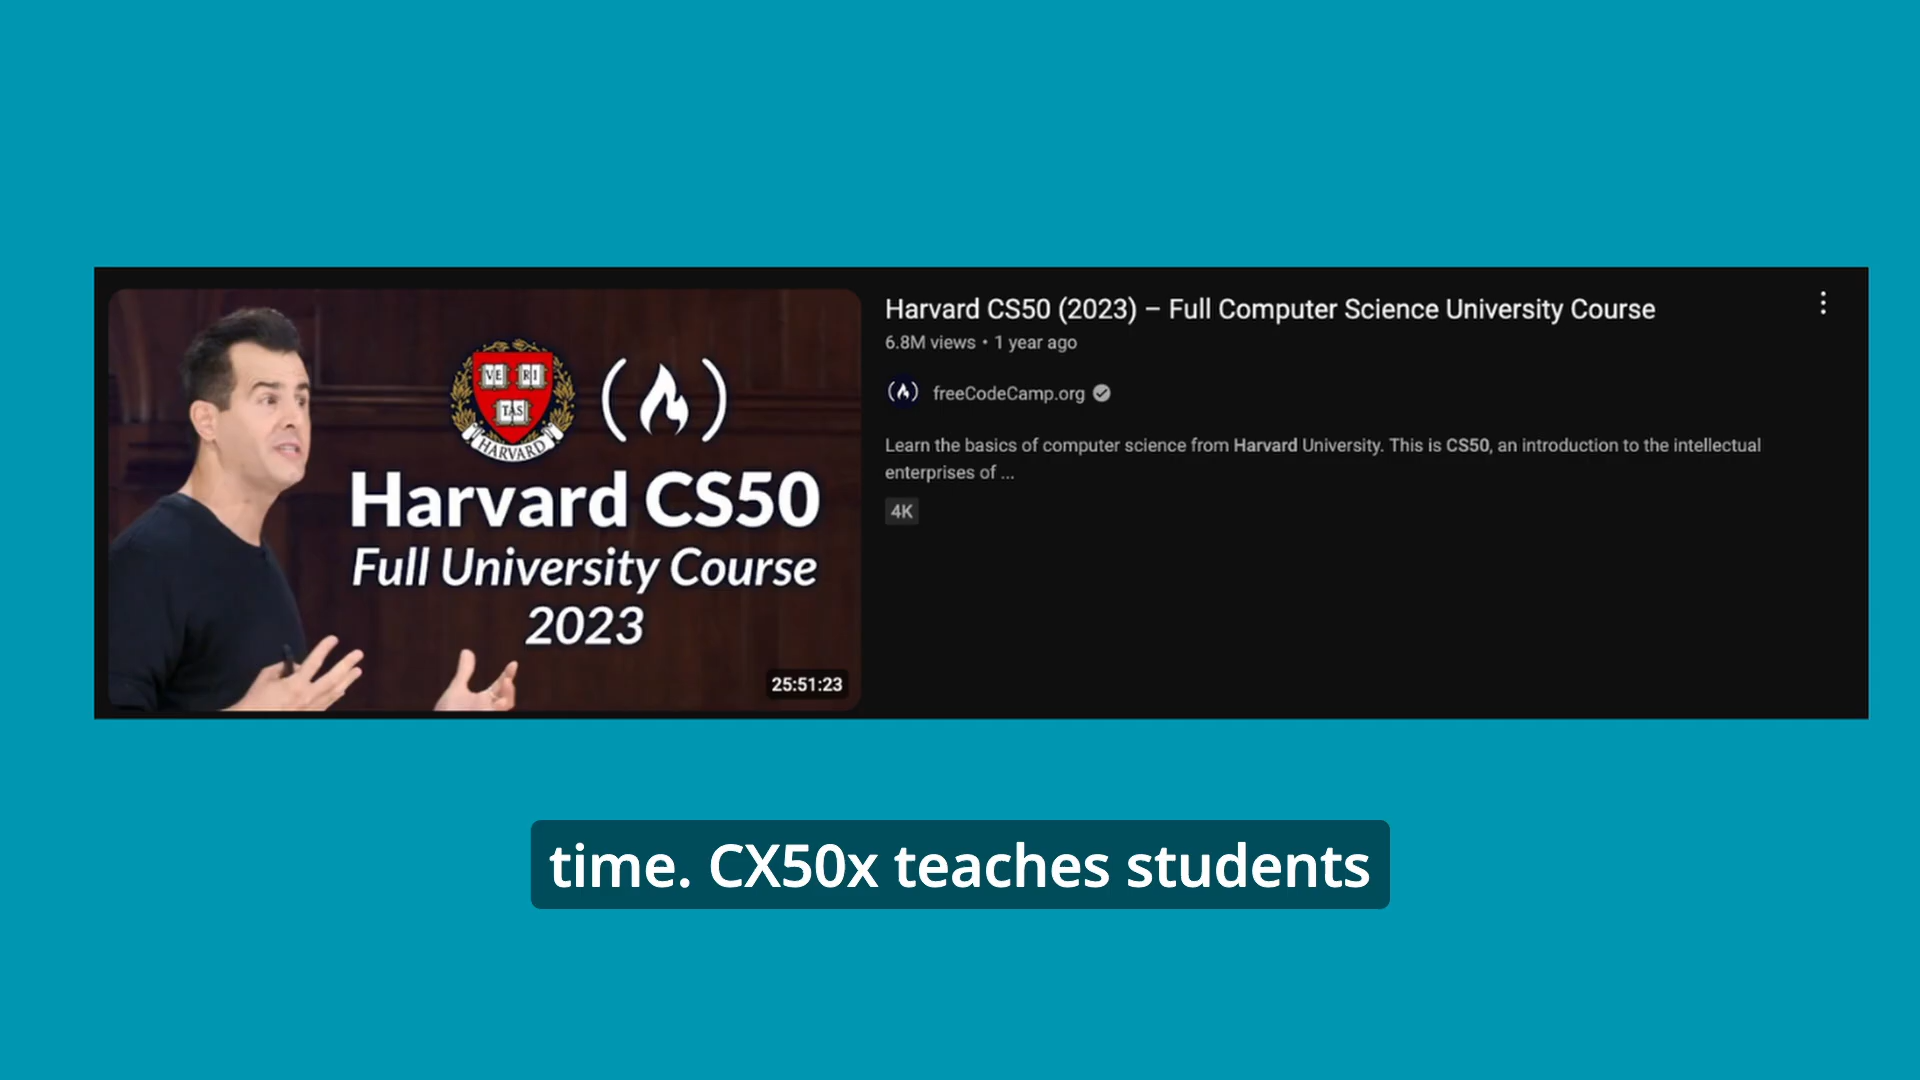 VE RI
TAS
HARVARD
Harvard CS50
Full University Course
2023
25:51:23
Harvard CS50 (2023) – Full Computer Science University Course
6.8M views • 1 year ago
freeCodeCamp.org
Learn the basics of computer science from Harvard University. This is CS50, an introduction to the intellectual
enterprises of ...
4K
time. CX50x teaches students